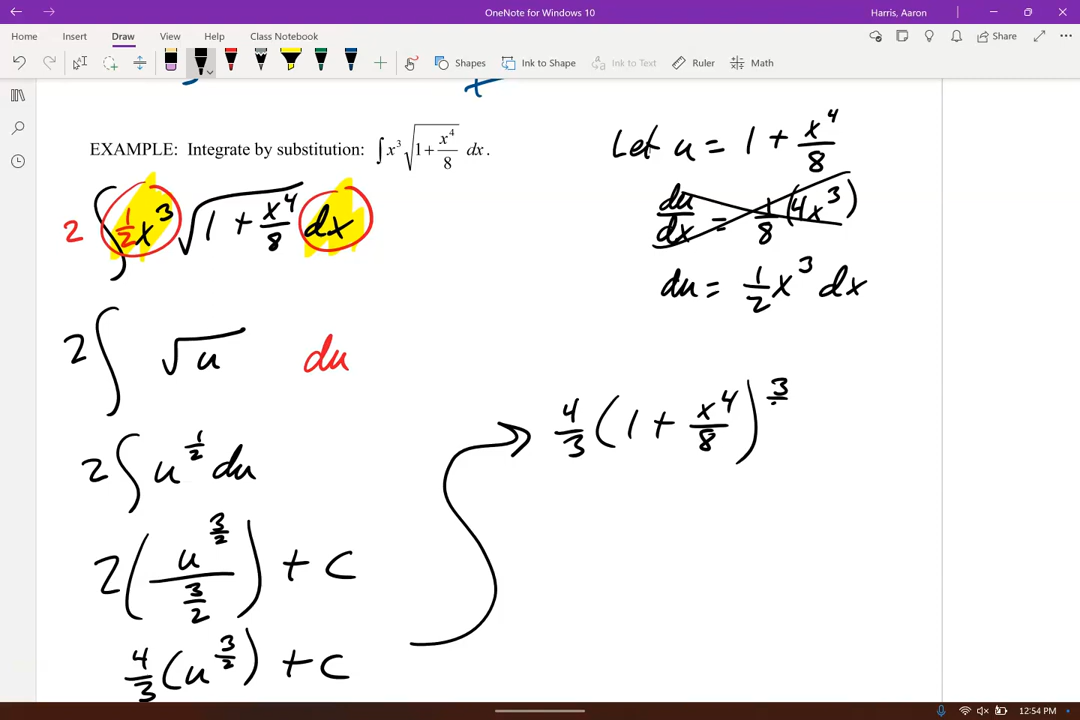 OneNote for Windows 10
Harris, Aaron
Home Insert Draw View Help Class Notebook
Share
Shapes Ink to Shape Ink to Text Ruler Math
EXAMPLE: Integrate by substitution: ∫ x³ √(1 + x⁴/8) dx.
Let u = 1 + x⁴/8
2 ∫ ½x³ √(1 + x⁴/8) dx
du/dx = 1/8 (4x³)
du = ½ x³ dx
2 ∫ √u du
2 ∫ u^½ du
2 (u^(3/2) / (3/2)) + c
4/3 (u^(3/2)) + c
4/3 (1 + x⁴/8)^3
12:54 PM